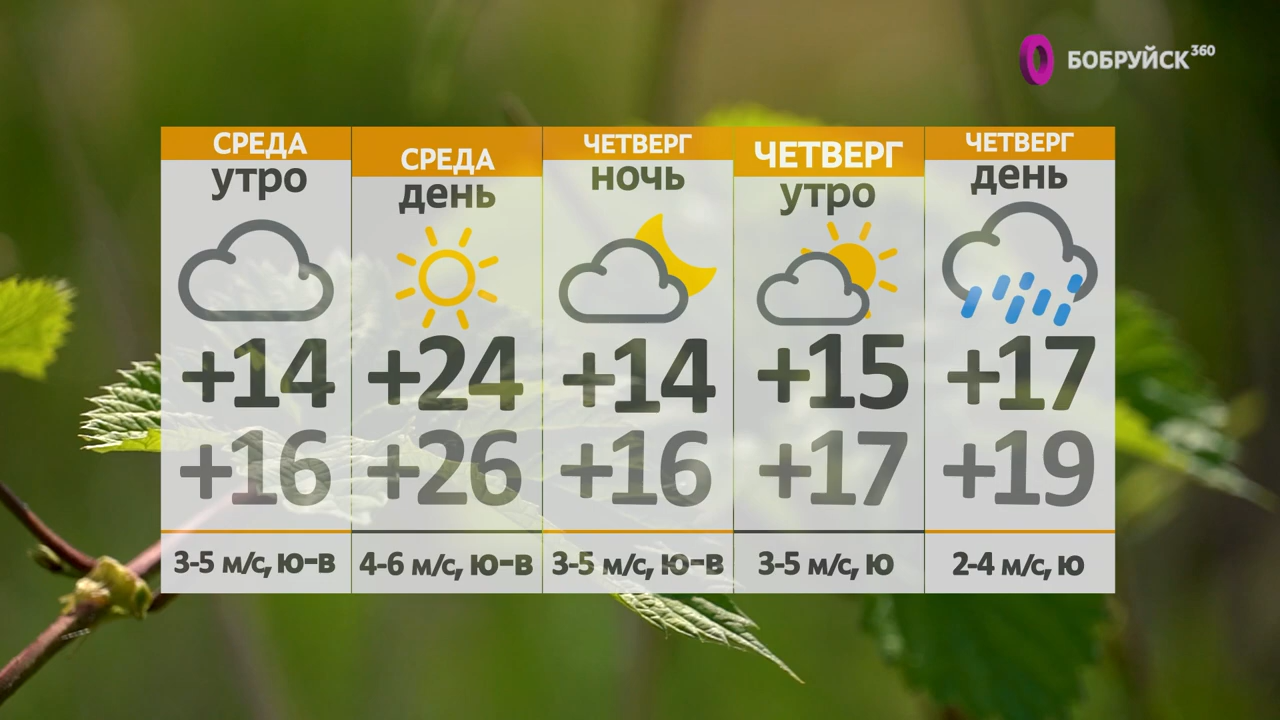 БОБРУЙСК360
СРЕДА
утро
+14
+16
3-5 м/с, ю-в
СРЕДА
день
+24
+26
4-6 м/с, ю-в
ЧЕТВЕРГ
ночь
+14
+16
3-5 м/с, ю-в
ЧЕТВЕРГ
утро
+15
+17
3-5 м/с, ю
ЧЕТВЕРГ
день
+17
+19
2-4 м/с, ю